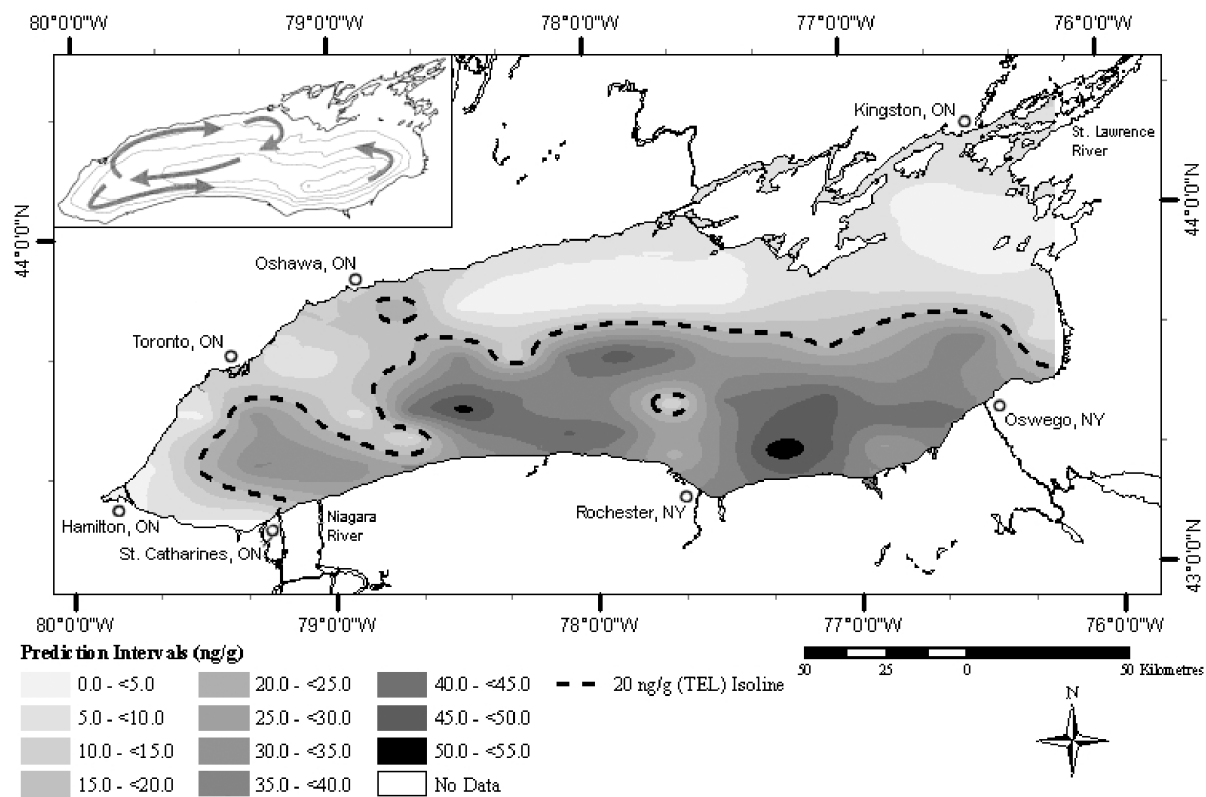 80°0'0"W
79°0'0"W
78°0'0"W
77°0'0"W
76°0'0"W
44°0'0"N
44°0'0"N
43°0'0"N
Kingston, ON
St. Lawrence
River
Oshawa, ON
Toronto, ON
Oswego, NY
Rochester, NY
Hamilton, ON
Niagara
River
St. Catharines, ON
80°0'0"W
79°0'0"W
78°0'0"W
77°0'0"W
76°0'0"W
Prediction Intervals (ng/g)
0.0 - <5.0
5.0 - <10.0
10.0 - <15.0
15.0 - <20.0
20.0 - <25.0
25.0 - <30.0
30.0 - <35.0
35.0 - <40.0
40.0 - <45.0
45.0 - <50.0
50.0 - <55.0
No Data
20 ng/g (TEL) Isoline
50 25 0 50 Kilometres
N